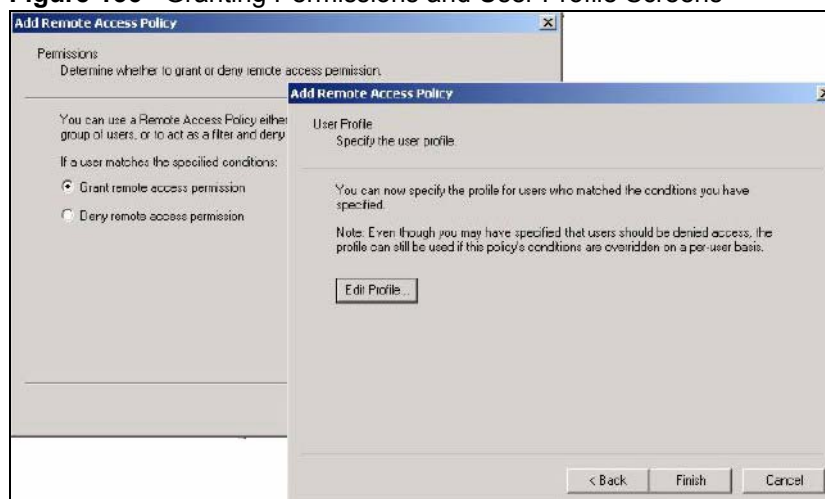 Granting Permissions and User Profile Screens
Add Remote Access Policy
Permissions
Determine whether to grant or deny remote access permission.
You can use a Remote Access Policy either
group of users, or to act as a filter and deny
If a user matches the specified conditions:
Grant remote access permission
Deny remote access permission
Add Remote Access Policy
User Profile
Specify the user profile.
You can now specify the profile for users who matched the conditions you have
specified.
Note: Even though you may have specified that users should be denied access, the
profile can still be used if this policy's conditions are overridden on a per-user basis.
Edit Profile...
< Back
Finish
Cancel